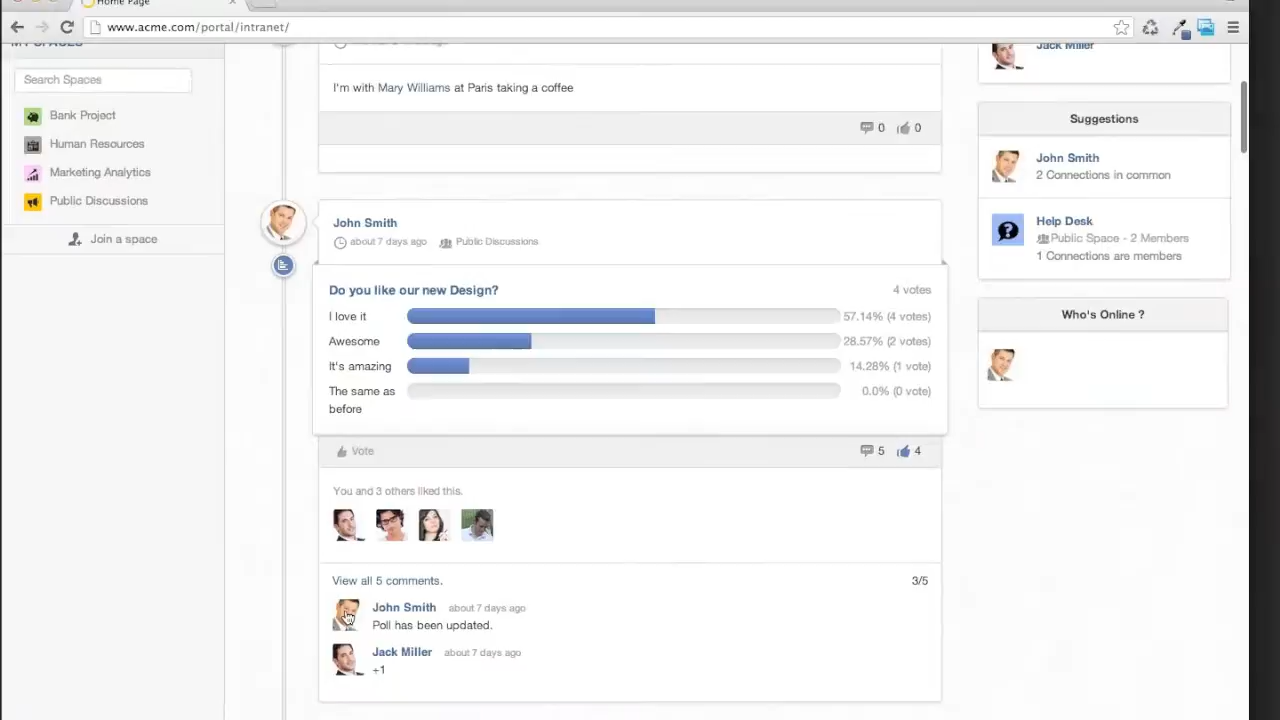 Home Page
www.acme.com/portal/intranet/
MY SPACES
Search Spaces
Bank Project
Human Resources
Marketing Analytics
Public Discussions
Join a space
I'm with Mary Williams at Paris taking a coffee
0 0
John Smith
about 7 days ago Public Discussions
Do you like our new Design? 4 votes
I love it 57.14% (4 votes)
Awesome 28.57% (2 votes)
It's amazing 14.28% (1 vote)
The same as before 0.0% (0 vote)
Vote 5 4
You and 3 others liked this.
View all 5 comments. 3/5
John Smith about 7 days ago
Poll has been updated.
Jack Miller about 7 days ago
+1
Jack Miller
Suggestions
John Smith
2 Connections in common
Help Desk
Public Space - 2 Members
1 Connections are members
Who's Online ?